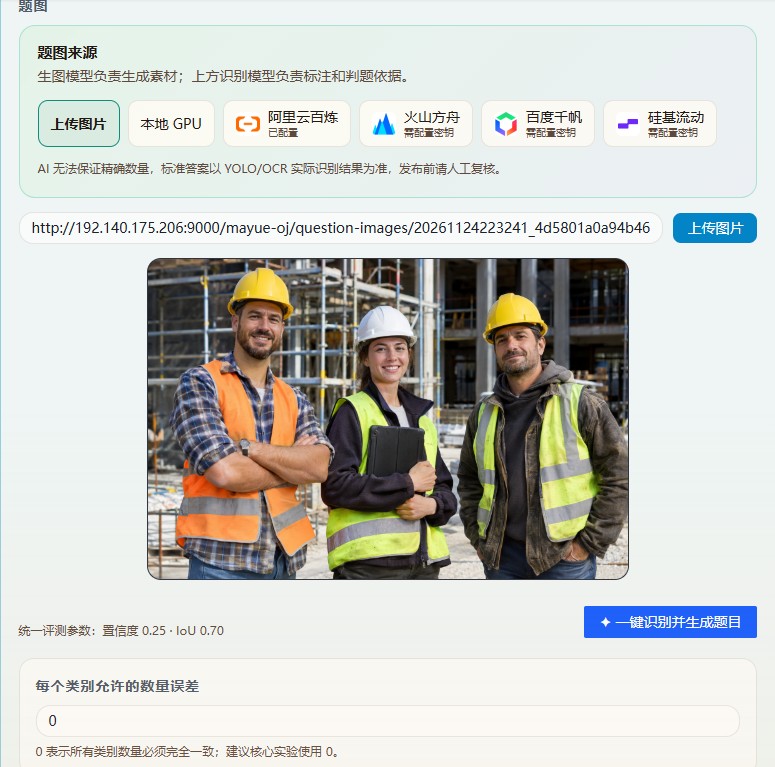 题图
题图来源
生图模型负责生成素材；上方识别模型负责标注和判题依据。
上传图片
本地 GPU
阿里云百炼
已配置
火山方舟
需配置密钥
百度千帆
需配置密钥
硅基流动
需配置密钥
AI 无法保证精确数量，标准答案以 YOLO/OCR 实际识别结果为准，发布前请人工复核。
http://192.140.175.206:9000/mayue-oj/question-images/20261124223241_4d5801a0a94b46
上传图片
统一评测参数：置信度 0.25 · IoU 0.70
✦ 一键识别并生成题目
每个类别允许的数量误差
0
0 表示所有类别数量必须完全一致；建议核心实验使用 0。